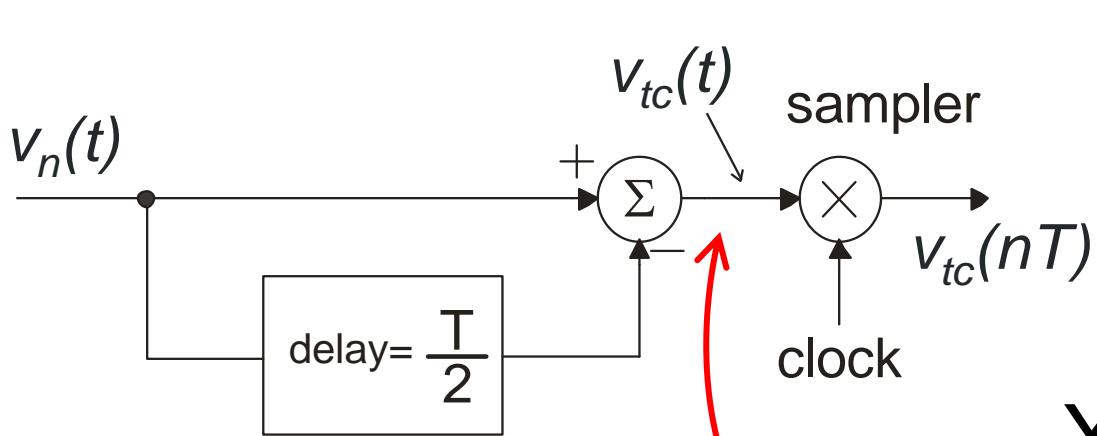 v_tc(t)
sampler
v_n(t)
+
Σ
×
−
v_tc(nT)
delay= T/2
clock